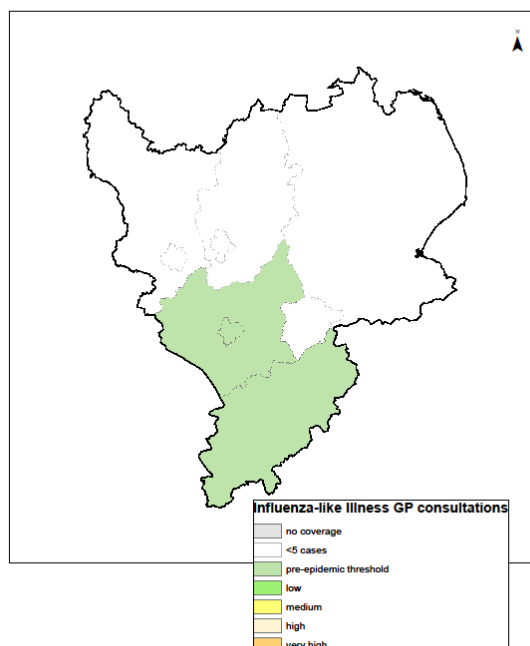 N
Influenza-like Illness GP consultations
no coverage
<5 cases
pre-epidemic threshold
low
medium
high
very high